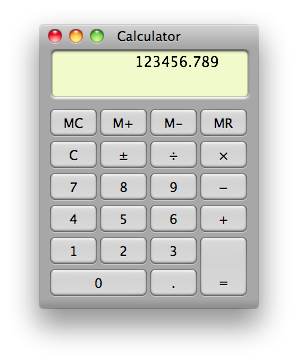 Calculator
123456.789
MC M+ M- MR
C ± ÷ ×
7 8 9 −
4 5 6 +
1 2 3
0 . =